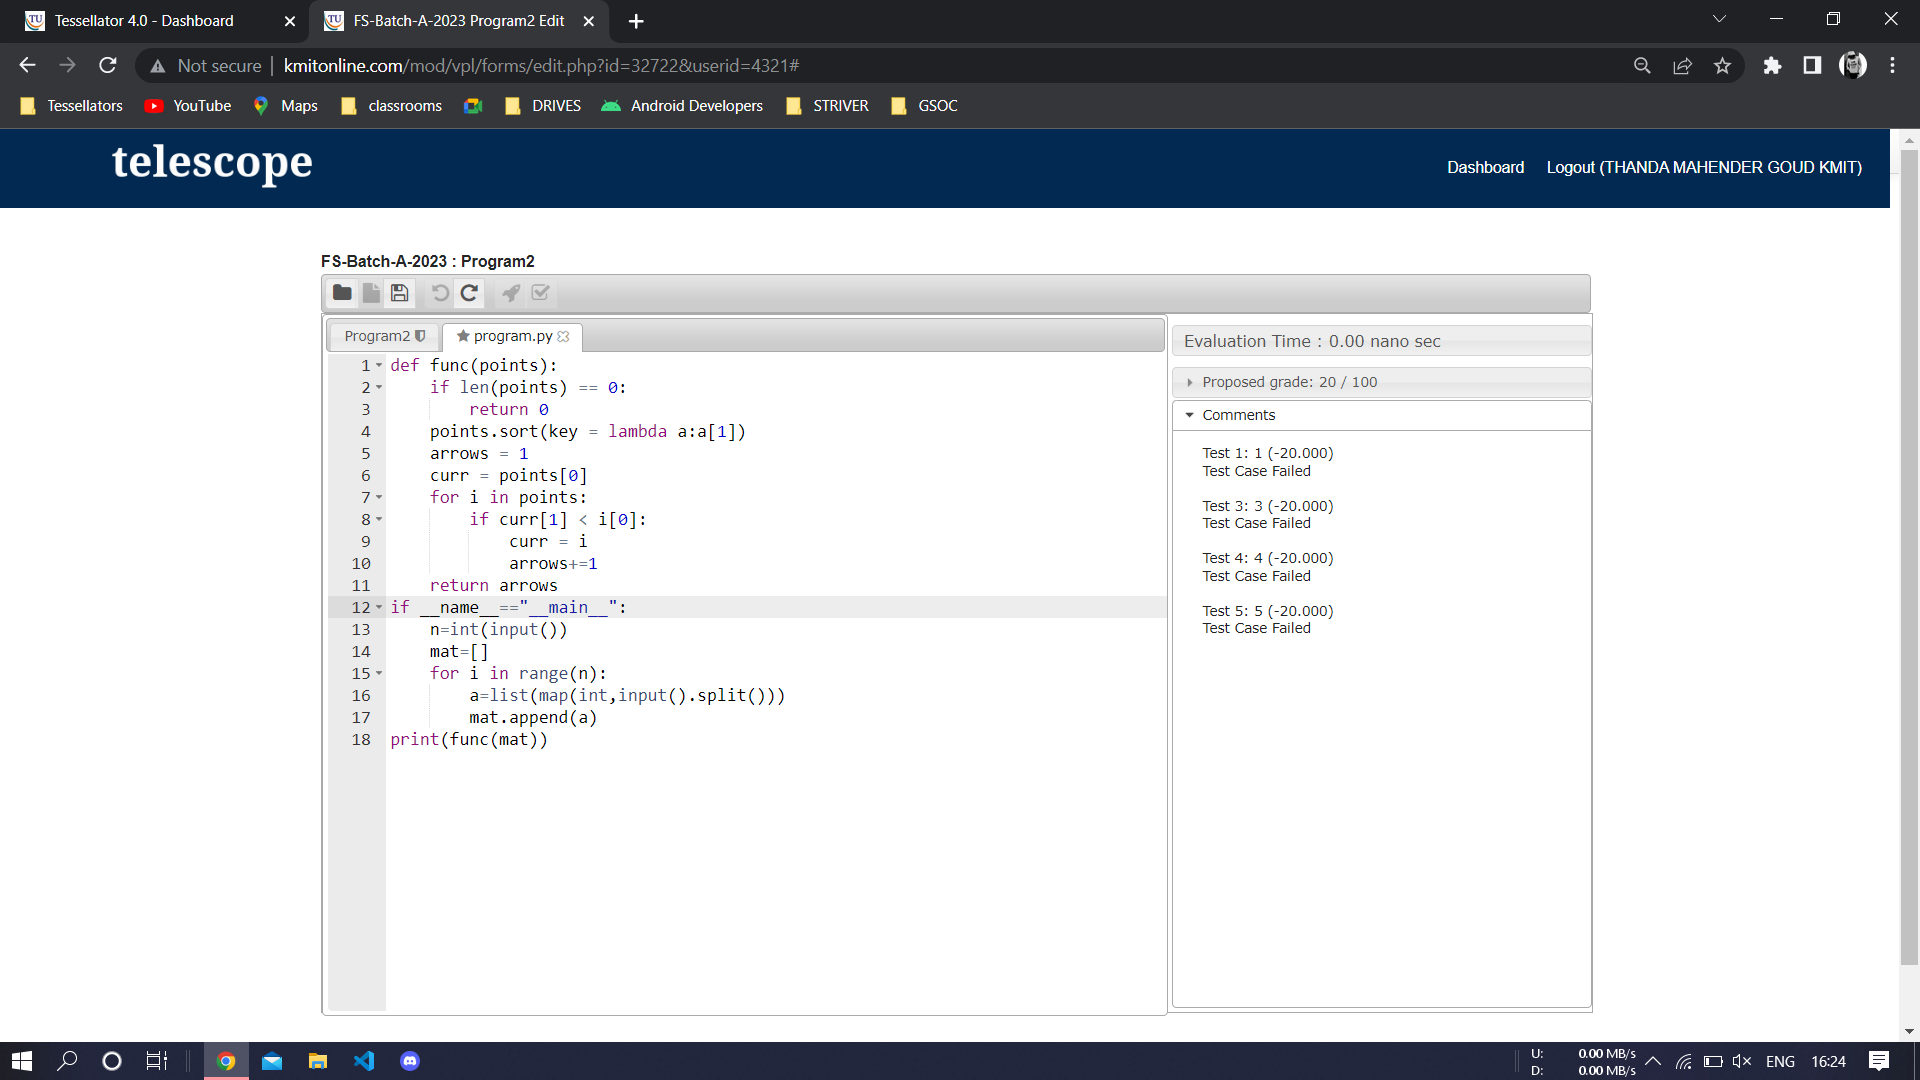 Tessellator 4.0 - Dashboard
FS-Batch-A-2023 Program2 Edit
Not secure
kmitonline.com/mod/vpl/forms/edit.php?id=32722&userid=4321#
Tessellators
YouTube
Maps
classrooms
DRIVES
Android Developers
STRIVER
GSOC
telescope
Dashboard
Logout (THANDA MAHENDER GOUD KMIT)
FS-Batch-A-2023 : Program2
Program2
program.py
1 def func(points):
2     if len(points) == 0:
3         return 0
4     points.sort(key = lambda a:a[1])
5     arrows = 1
6     curr = points[0]
7     for i in points:
8         if curr[1] < i[0]:
9             curr = i
10             arrows+=1
11     return arrows
12 if __name__=="__main__":
13     n=int(input())
14     mat=[]
15     for i in range(n):
16         a=list(map(int,input().split()))
17         mat.append(a)
18 print(func(mat))
Evaluation Time : 0.00 nano sec
Proposed grade: 20 / 100
Comments
Test 1: 1 (-20.000)
Test Case Failed
Test 3: 3 (-20.000)
Test Case Failed
Test 4: 4 (-20.000)
Test Case Failed
Test 5: 5 (-20.000)
Test Case Failed
U: 0.00 MB/s
D: 0.00 MB/s
ENG
16:24